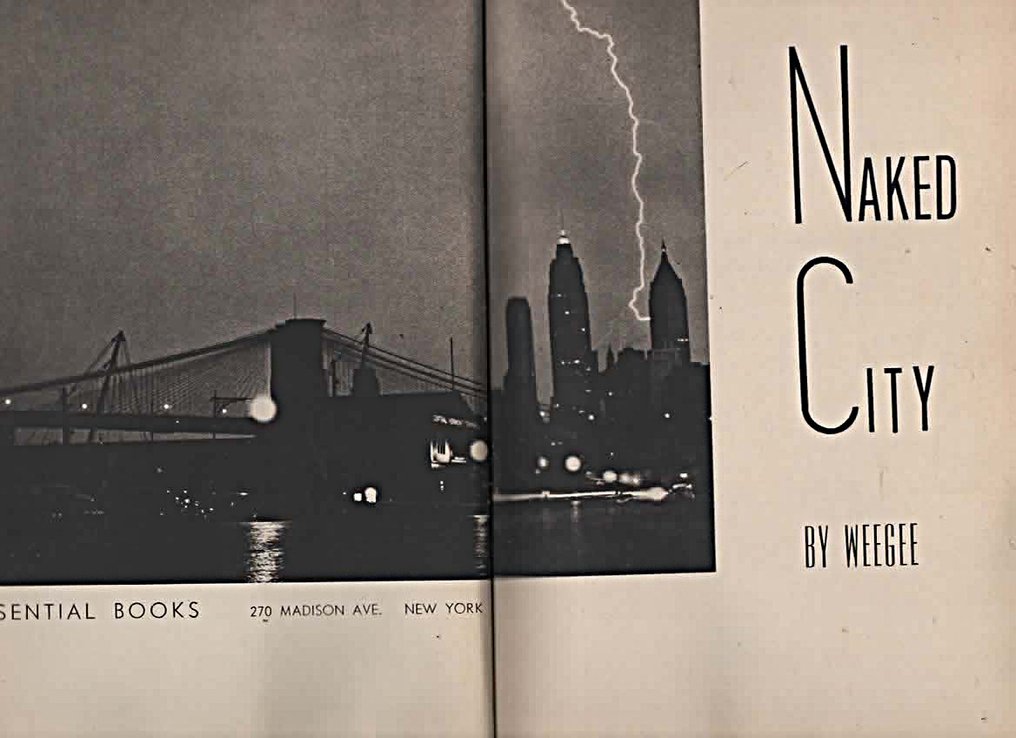 NAKED
CITY
BY WEEGEE
SENTIAL BOOKS 270 MADISON AVE. NEW YORK